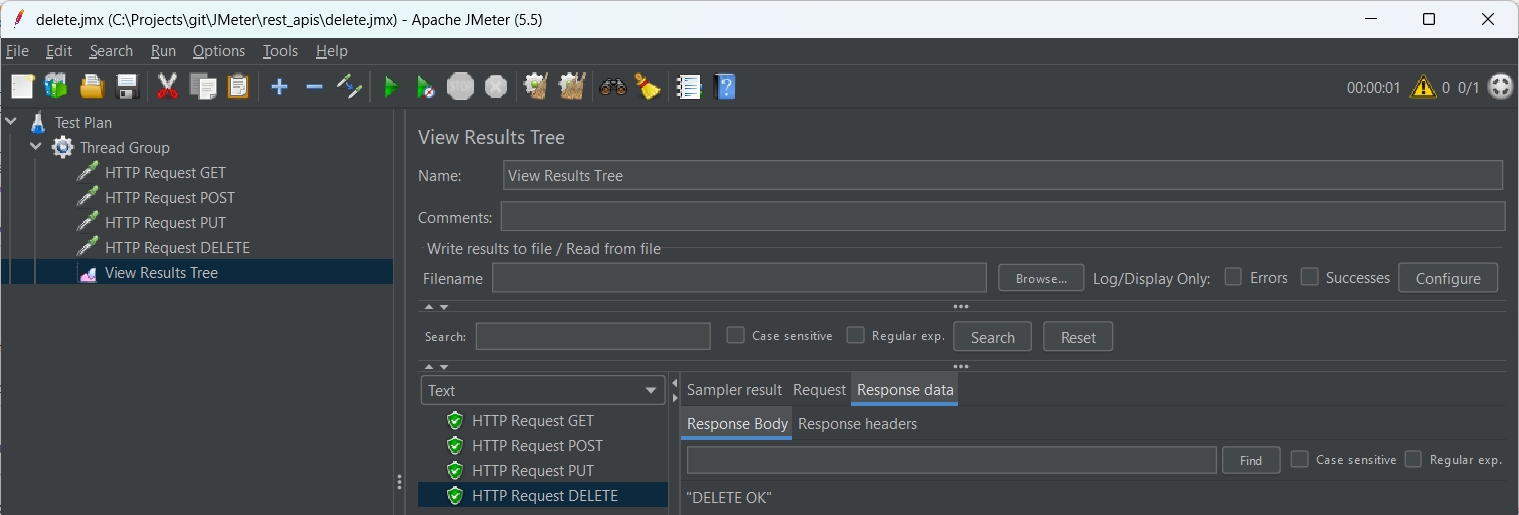 delete.jmx (C:\Projects\git\JMeter\rest_apis\delete.jmx) - Apache JMeter (5.5)
File Edit Search Run Options Tools Help
STOP
00:00:01 0 0/1
Test Plan
Thread Group
HTTP Request GET
HTTP Request POST
HTTP Request PUT
HTTP Request DELETE
View Results Tree
View Results Tree
Name: View Results Tree
Comments:
Write results to file / Read from file
Filename Browse... Log/Display Only: Errors Successes Configure
Search: Case sensitive Regular exp. Search Reset
Text
HTTP Request GET
HTTP Request POST
HTTP Request PUT
HTTP Request DELETE
Sampler result Request Response data
Response Body Response headers
Find Case sensitive Regular exp.
"DELETE OK"